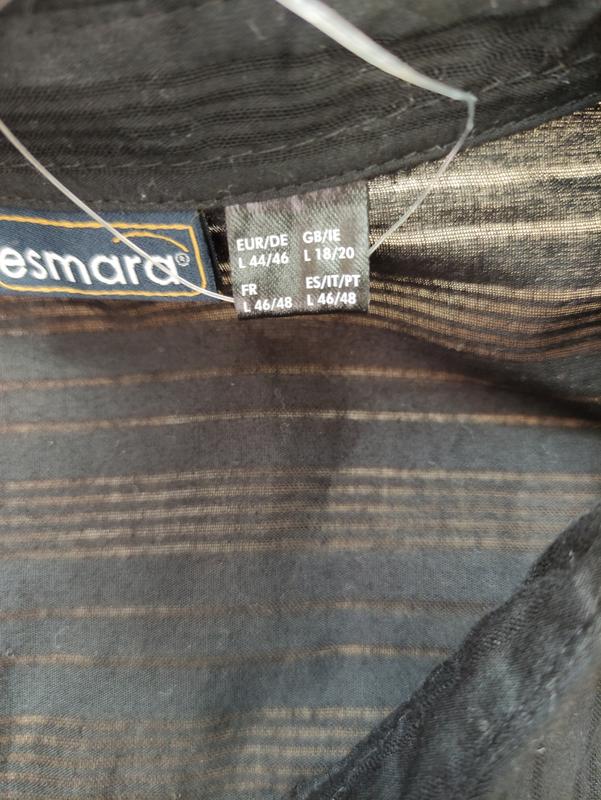 esmara®
EUR/DE GB/IE
L 44/46 L 18/20
FR ES/IT/PT
L 46/48 L 46/48